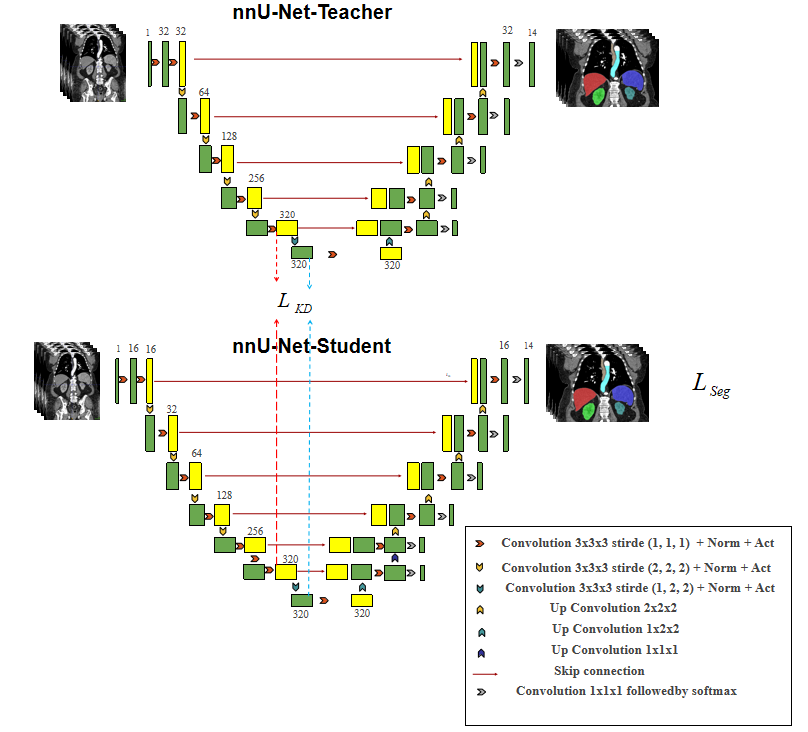 nnU-Net-Teacher
1 32 32
32 14
64
128
256
320
320
320
L KD
nnU-Net-Student
1 16 16
16 14
L Seg
32
64
128
256
320
320
320
Convolution 3x3x3 stirde (1, 1, 1) + Norm + Act
Convolution 3x3x3 stirde (2, 2, 2) + Norm + Act
Convolution 3x3x3 stirde (1, 2, 2) + Norm + Act
Up Convolution 2x2x2
Up Convolution 1x2x2
Up Convolution 1x1x1
Skip connection
Convolution 1x1x1 followedby softmax